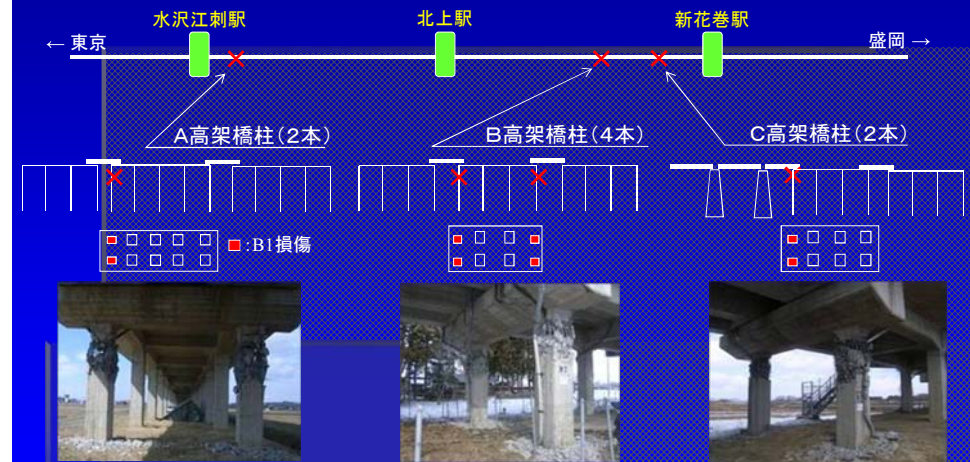 水沢江刺駅
北上駅
新花巻駅
← 東京
盛岡 →
A高架橋柱(2本)
B高架橋柱(4本)
C高架橋柱(2本)
:B1損傷